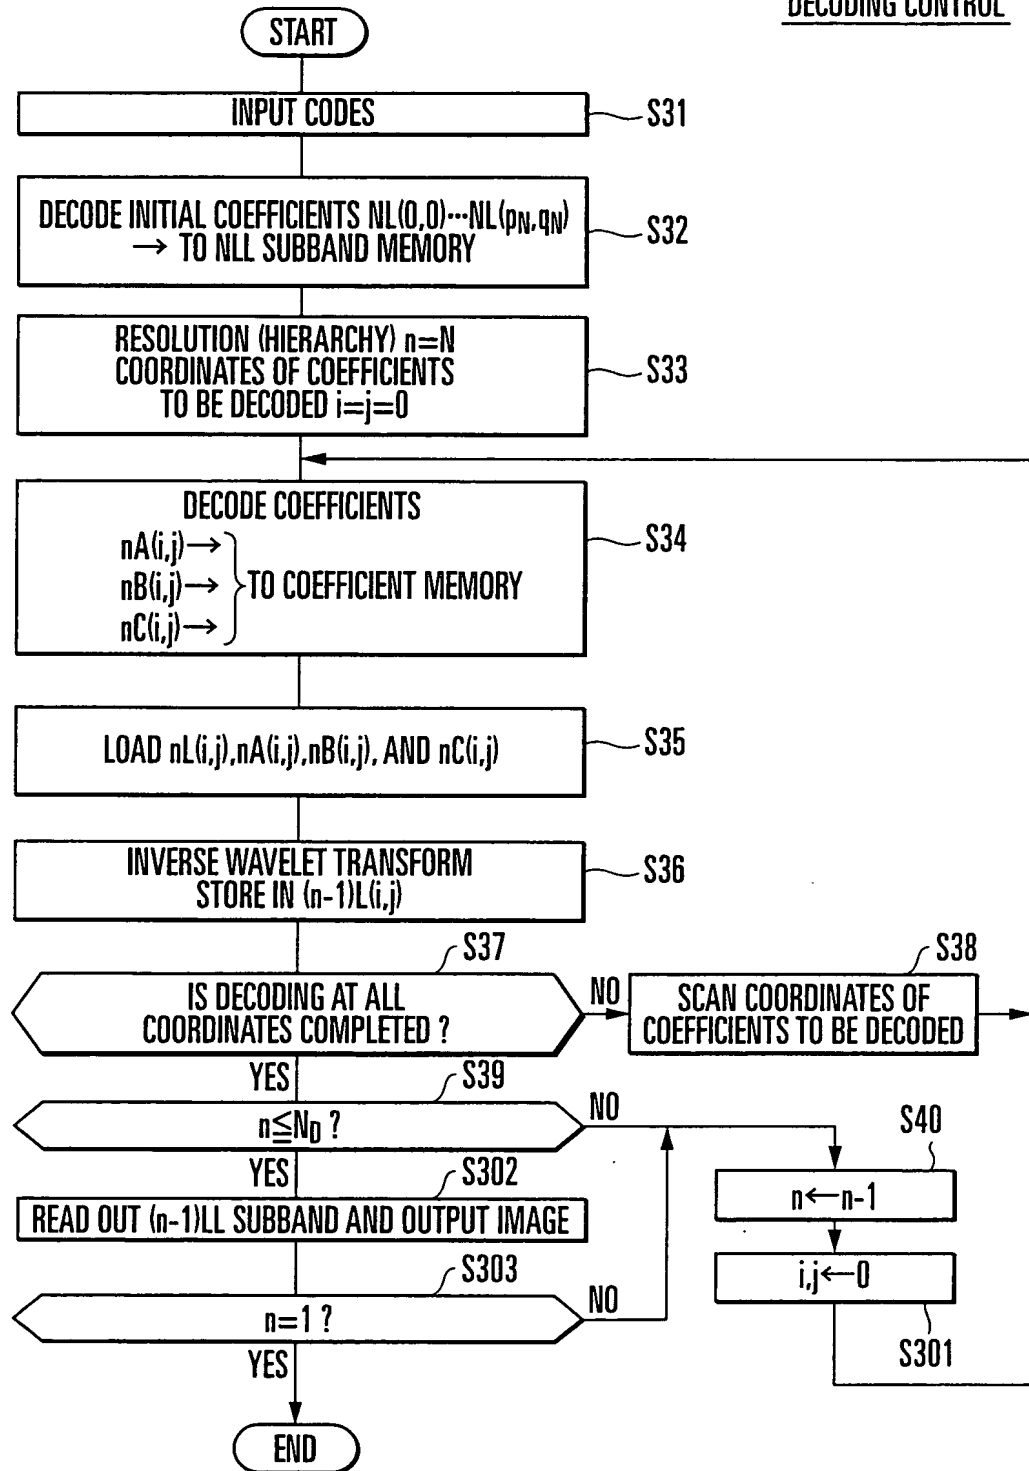 DECODING CONTROL
START
INPUT CODES
S31
DECODE INITIAL COEFFICIENTS NL(0,0)···NL(pN,qN)
→ TO NLL SUBBAND MEMORY
S32
RESOLUTION (HIERARCHY) n=N
COORDINATES OF COEFFICIENTS
TO BE DECODED i=j=0
S33
DECODE COEFFICIENTS
nA(i,j)→
nB(i,j)→ TO COEFFICIENT MEMORY
nC(i,j)→
S34
LOAD nL(i,j),nA(i,j),nB(i,j), AND nC(i,j)
S35
INVERSE WAVELET TRANSFORM
STORE IN (n-1)L(i,j)
S36
S37
IS DECODING AT ALL
COORDINATES COMPLETED ?
NO
S38
SCAN COORDINATES OF
COEFFICIENTS TO BE DECODED
YES
S39
n≦ND ?
NO
S40
n←n-1
YES
S302
READ OUT (n-1)LL SUBBAND AND OUTPUT IMAGE
i,j←0
S301
S303
n=1 ?
NO
YES
END